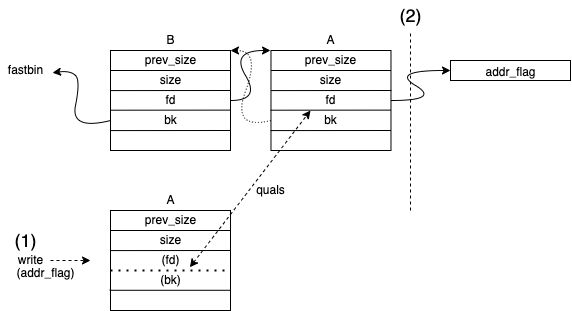 (2)
B
A
prev_size
prev_size
fastbin
size
size
addr_flag
fd
fd
bk
bk
quals
A
prev_size
(1)
size
write
(addr_flag)
(fd)
(bk)